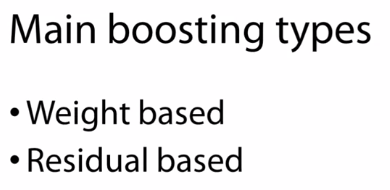 Main boosting types
• Weight based
• Residual based